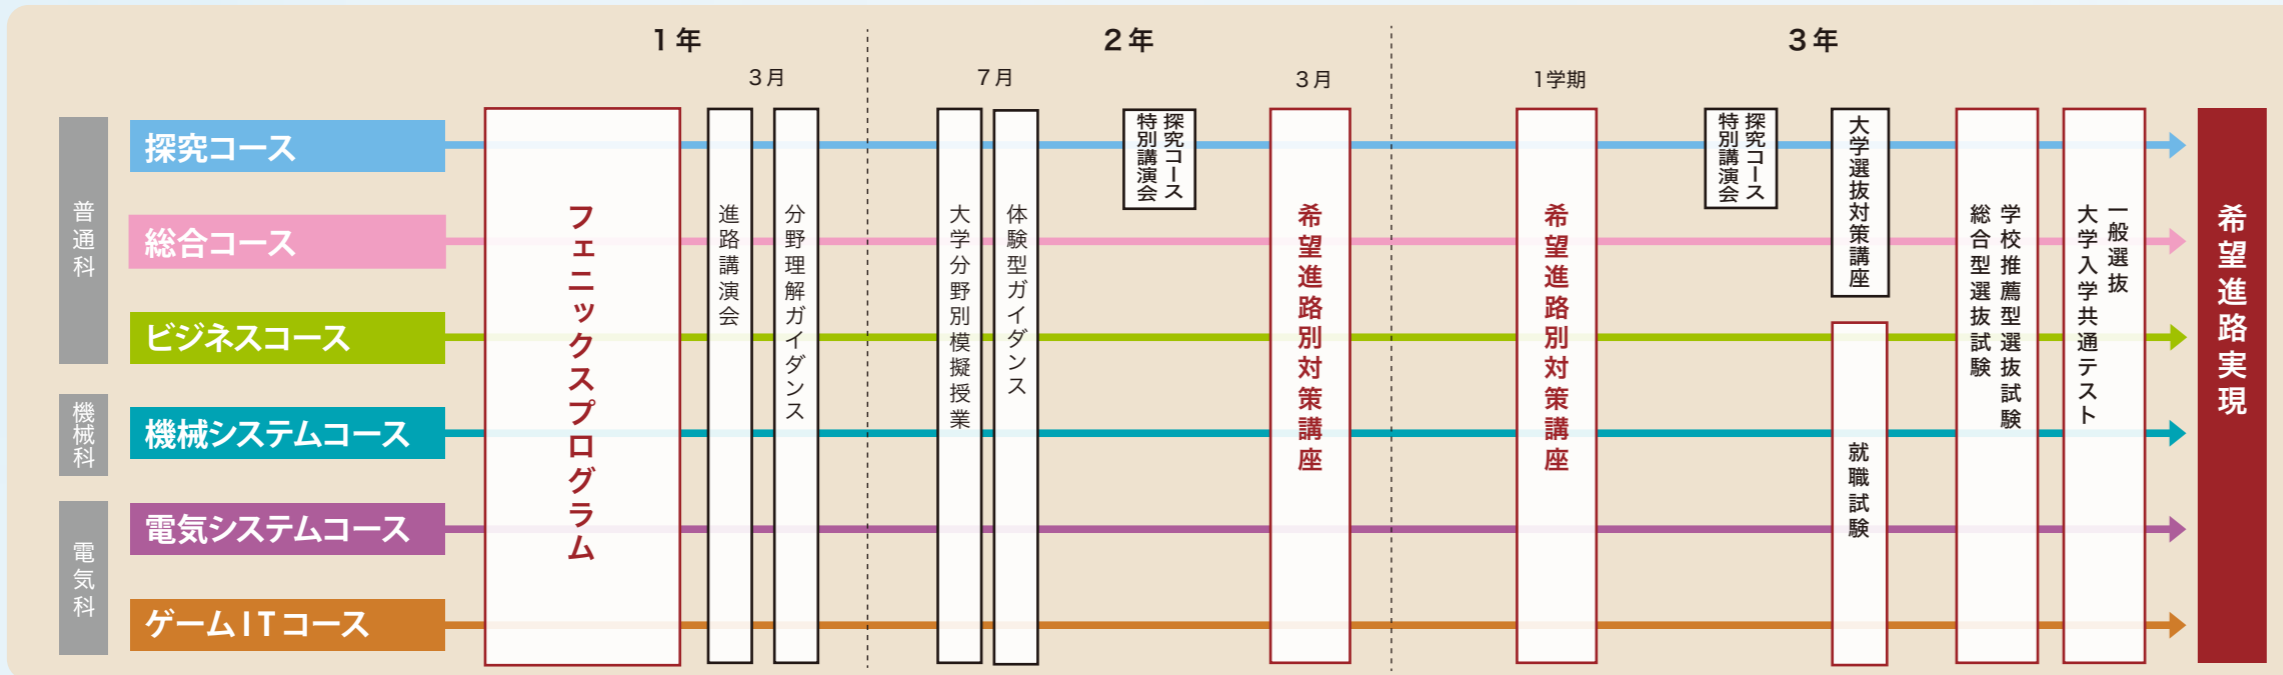 1年
2年
3年
3月
7月
3月
1学期
普通科
機械科
電気科
探究コース
総合コース
ビジネスコース
機械システムコース
電気システムコース
ゲームITコース
フェニックスプログラム
進路講演会
分野理解ガイダンス
大学分野別模擬授業
体験型ガイダンス
探究コース
特別講演会
希望進路別対策講座
希望進路別対策講座
探究コース
特別講演会
大学選抜対策講座
就職試験
学校推薦型選抜試験
総合型選抜試験
一般選抜
大学入学共通テスト
希望進路実現